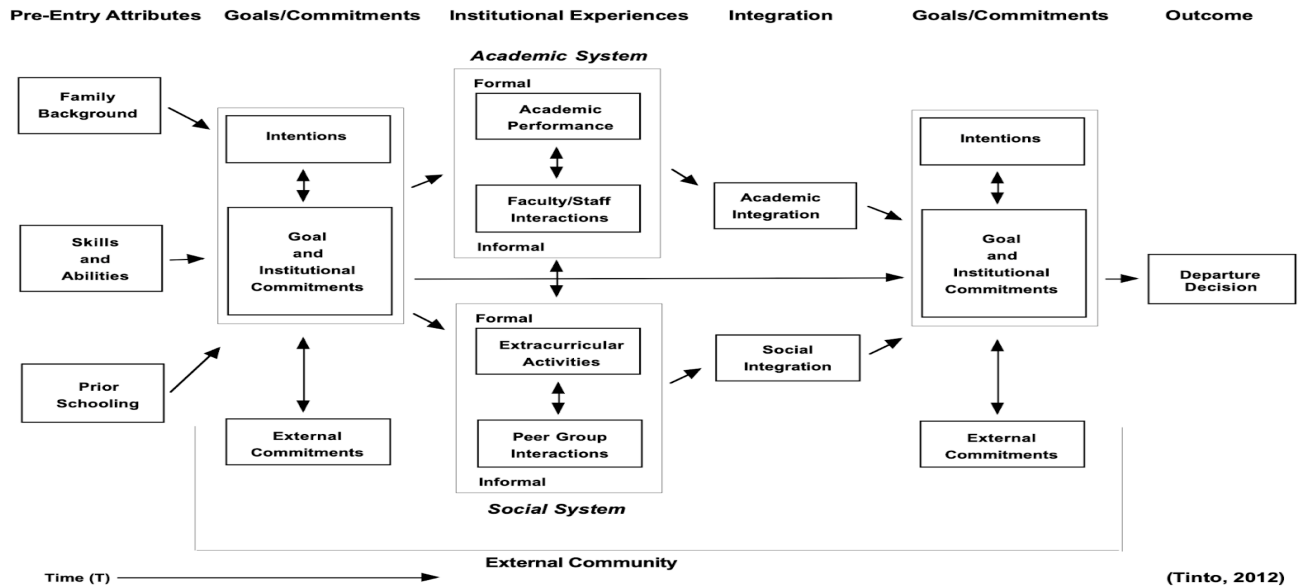 Pre-Entry Attributes
Goals/Commitments
Institutional Experiences
Integration
Goals/Commitments
Outcome
Academic System
Family
Background
Skills
and
Abilities
Prior
Schooling
Intentions
Goal
and
Institutional
Commitments
External
Commitments
Formal
Academic
Performance
Faculty/Staff
Interactions
Informal
Formal
Extracurricular
Activities
Peer Group
Interactions
Informal
Social System
Academic
Integration
Social
Integration
Intentions
Goal
and
Institutional
Commitments
External
Commitments
Departure
Decision
External Community
Time (T)
(Tinto, 2012)